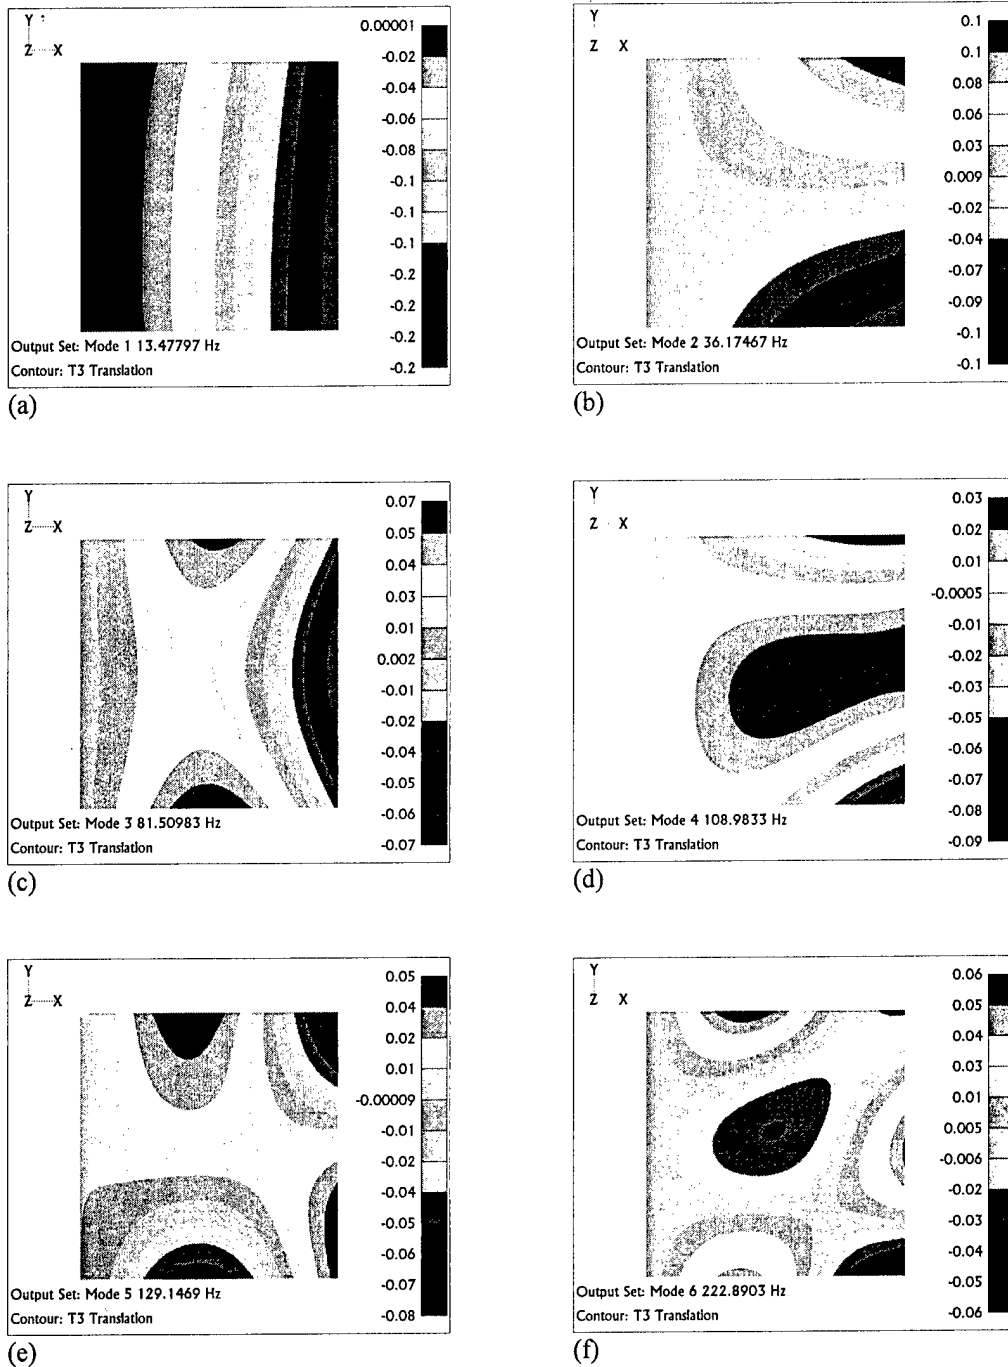 Y
Z X
0.00001
-0.02
-0.04
-0.08
-0.1
-0.1
-0.1
-0.2
-0.2
-0.2
-0.2
Output Set: Mode 1 13.47797 Hz
Contour: T3 Translation
(a)
Y
Z X
0.1
0.1
0.08
0.06
0.03
0.009
-0.02
-0.04
-0.07
-0.09
-0.1
-0.1
Output Set: Mode 2 36.17467 Hz
Contour: T3 Translation
(b)
Y
Z X
0.07
0.05
0.04
0.03
0.01
0.002
-0.01
-0.02
-0.04
-0.05
-0.06
-0.07
Output Set: Mode 3 81.50983 Hz
Contour: T3 Translation
(c)
Y
Z X
0.03
0.02
0.01
-0.0005
-0.01
-0.02
-0.03
-0.05
-0.06
-0.07
-0.08
-0.09
Output Set: Mode 4 108.9833 Hz
Contour: T3 Translation
(d)
Y
Z X
0.05
0.04
0.02
0.01
-0.00009
-0.01
-0.02
-0.04
-0.05
-0.06
-0.07
-0.08
Output Set: Mode 5 129.1469 Hz
Contour: T3 Translation
(e)
Y
Z X
0.06
0.05
0.04
0.03
0.01
0.005
-0.006
-0.02
-0.03
-0.04
-0.05
-0.06
Output Set: Mode 6 222.8903 Hz
Contour: T3 Translation
(f)